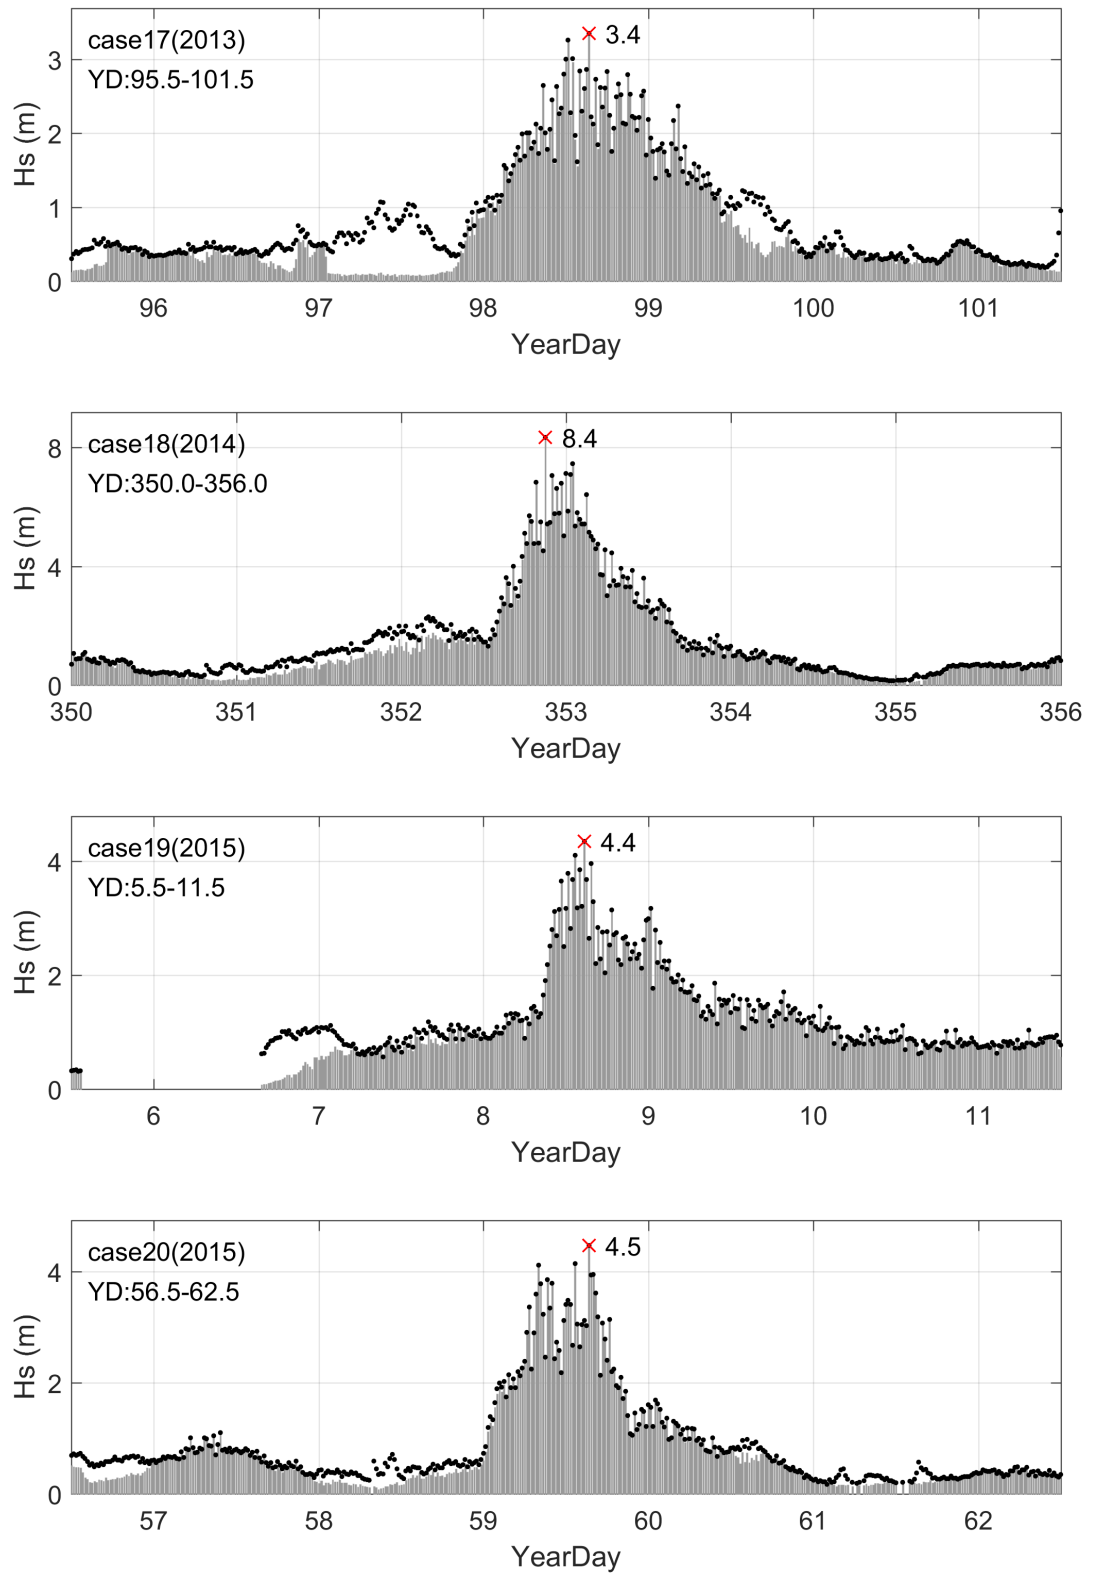 case17(2013)
YD:95.5-101.5
3.4
Hs (m)
3
2
1
0
96 97 98 99 100 101
YearDay
case18(2014)
YD:350.0-356.0
8.4
Hs (m)
8
4
0
350 351 352 353 354 355 356
YearDay
case19(2015)
YD:5.5-11.5
4.4
Hs (m)
4
2
0
6 7 8 9 10 11
YearDay
case20(2015)
YD:56.5-62.5
4.5
Hs (m)
4
2
0
57 58 59 60 61 62
YearDay